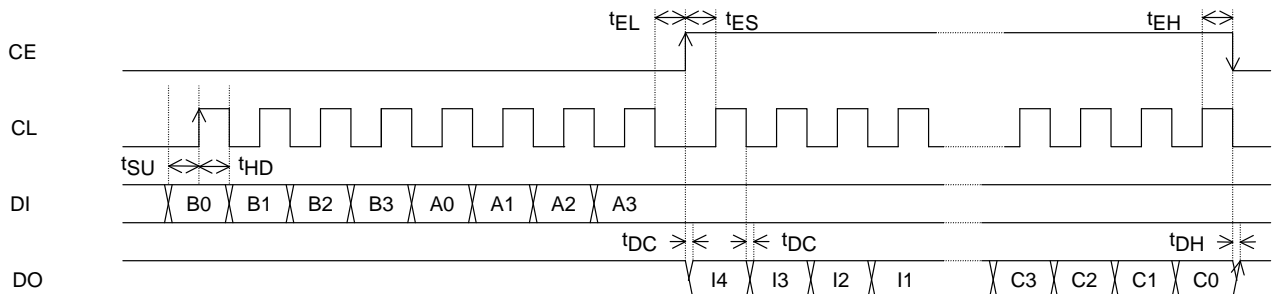 tEL tES tEH
CE
CL
tSU tHD
DI B0 B1 B2 B3 A0 A1 A2 A3
tDC tDC tDH
DO I4 I3 I2 I1 C3 C2 C1 C0